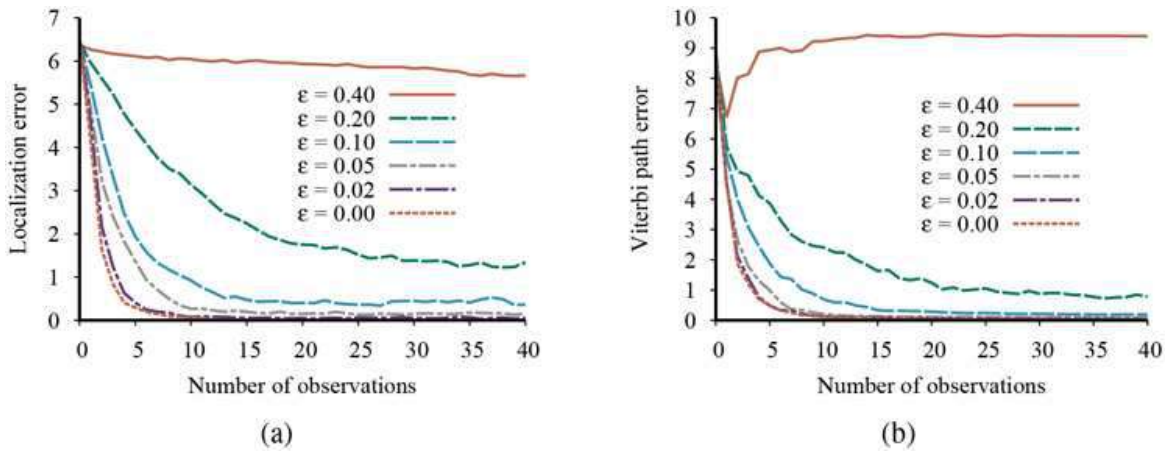 7
6
5
4
3
2
1
0
Localization error
ε = 0.40
ε = 0.20
ε = 0.10
ε = 0.05
ε = 0.02
ε = 0.00
0 5 10 15 20 25 30 35 40
Number of observations
(a)
10
9
8
7
6
5
4
3
2
1
0
Viterbi path error
ε = 0.40
ε = 0.20
ε = 0.10
ε = 0.05
ε = 0.02
ε = 0.00
0 5 10 15 20 25 30 35 40
Number of observations
(b)